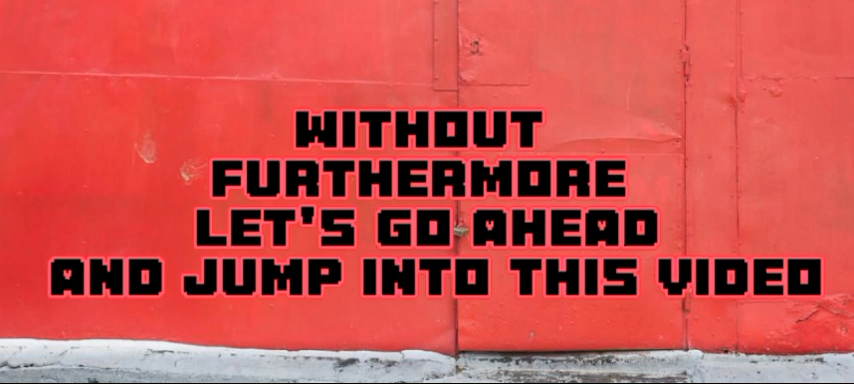 WITHOUT
FURTHERMORE
LET'S GO AHEAD
AND JUMP INTO THIS VIDEO